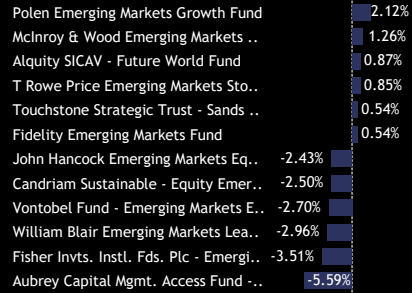 Polen Emerging Markets Growth Fund 2.12%
McInroy & Wood Emerging Markets .. 1.26%
Alquity SICAV - Future World Fund 0.87%
T Rowe Price Emerging Markets Sto.. 0.85%
Touchstone Strategic Trust - Sands .. 0.54%
Fidelity Emerging Markets Fund 0.54%
John Hancock Emerging Markets Eq.. -2.43%
Candriam Sustainable - Equity Emer.. -2.50%
Vontobel Fund - Emerging Markets E.. -2.70%
William Blair Emerging Markets Lea.. -2.96%
Fisher Invts. Instl. Fds. Plc - Emergi.. -3.51%
Aubrey Capital Mgmt. Access Fund -.. -5.59%